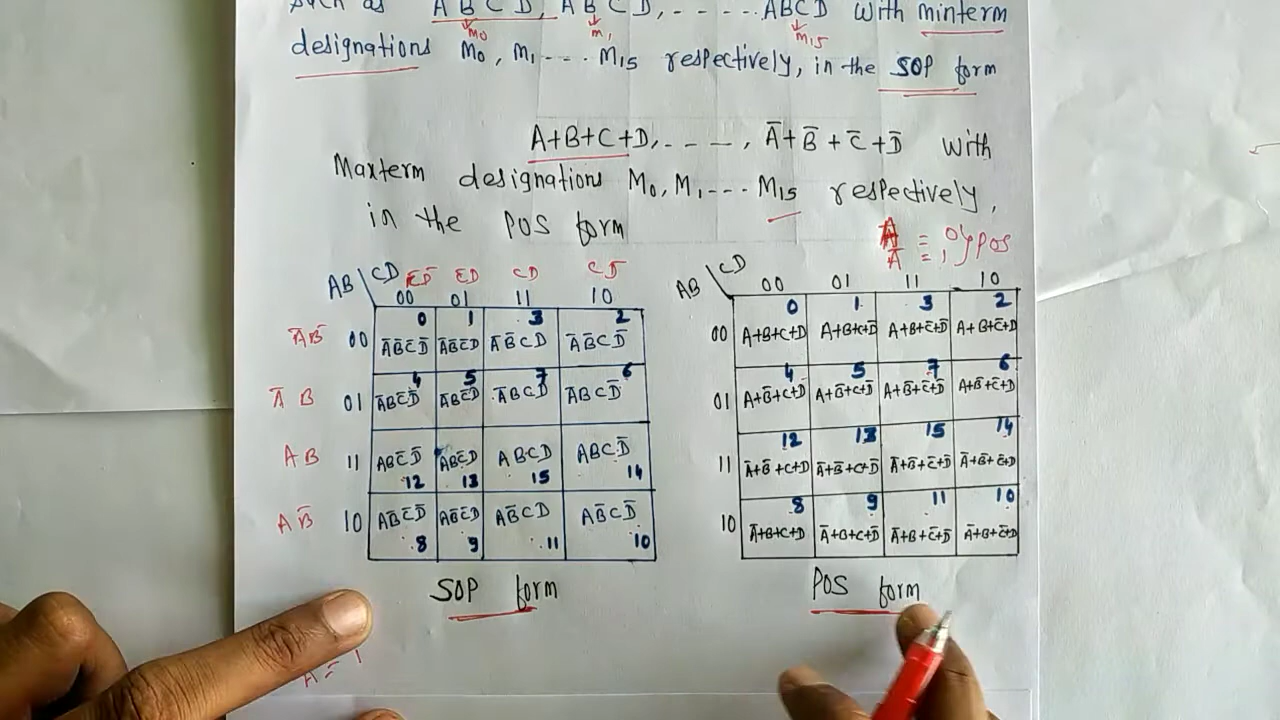 such as A B C D, A B C D, - - - - . ABCD with minterm
m0 m1 m15
designations m0, m1 - - - m15 respectively, in the SOP form
A+B+C+D, - - - - , A̅+B̅+C̅+D̅ with
Maxterm designations M0, M1 - - - M15 respectively,
in the POS form
A = 0 } POS
A̅ = 1
AB \ CD C̅D̅ C̅D CD CD̅
00 01 11 10
A̅B̅ 00 0 A̅B̅C̅D̅ 1 A̅B̅C̅D 3 A̅B̅CD 2 A̅B̅CD̅
A̅B 01 4 A̅BC̅D̅ 5 A̅BC̅D 7 A̅BCD 6 A̅BCD̅
AB 11 ABC̅D̅ 12 ABC̅D 13 ABCD 15 ABCD̅ 14
AB̅ 10 AB̅C̅D̅ 8 AB̅C̅D 9 AB̅CD 11 AB̅CD̅ 10
SOP form
A = 1
AB \ CD
00 01 11 10
00 0 A+B+C+D 1 A+B+C+D̅ 3 A+B+C̅+D̅ 2 A+B+C̅+D
01 4 A+B̅+C+D 5 A+B̅+C+D̅ 7 A+B̅+C̅+D̅ 6 A+B̅+C̅+D
11 12 A̅+B̅+C+D 13 A̅+B̅+C+D̅ 15 A̅+B̅+C̅+D̅ 14 A̅+B̅+C̅+D
10 8 A̅+B+C+D 9 A̅+B+C+D̅ 11 A̅+B+C̅+D̅ 10 A̅+B+C̅+D
POS form